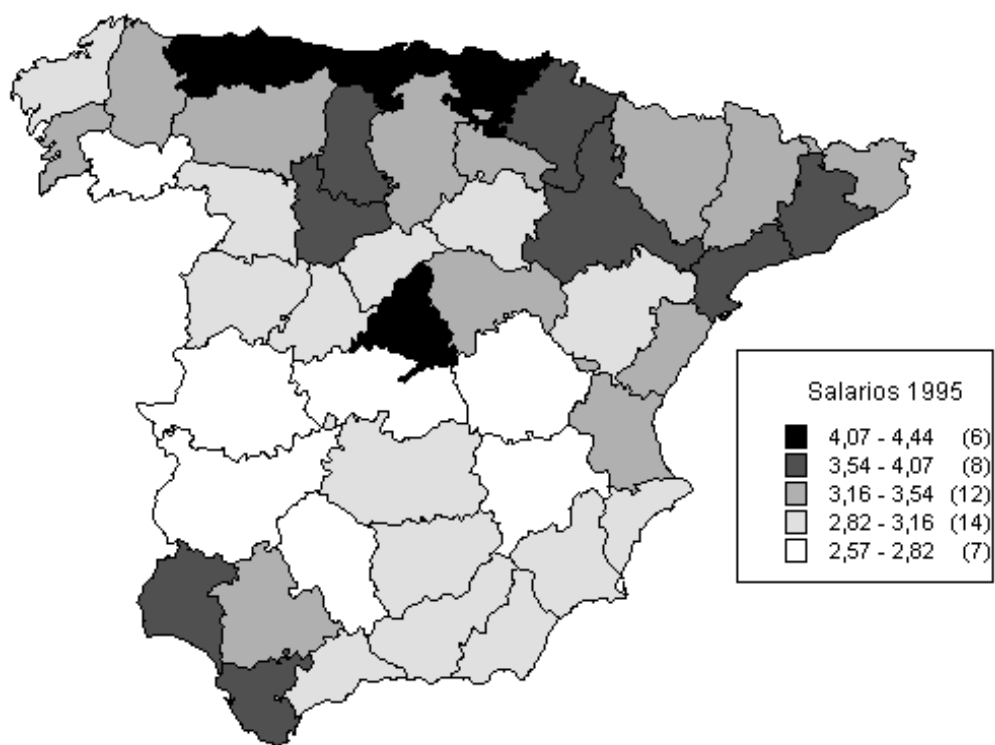 Salarios 1995
4,07 - 4,44 (6)
3,54 - 4,07 (8)
3,16 - 3,54 (12)
2,82 - 3,16 (14)
2,57 - 2,82 (7)